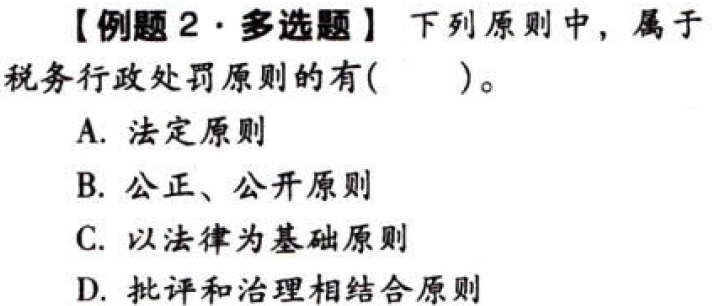 【例题 2·多选题】 下列原则中，属于
税务行政处罚原则的有(    )。
A. 法定原则
B. 公正、公开原则
C. 以法律为基础原则
D. 批评和治理相结合原则